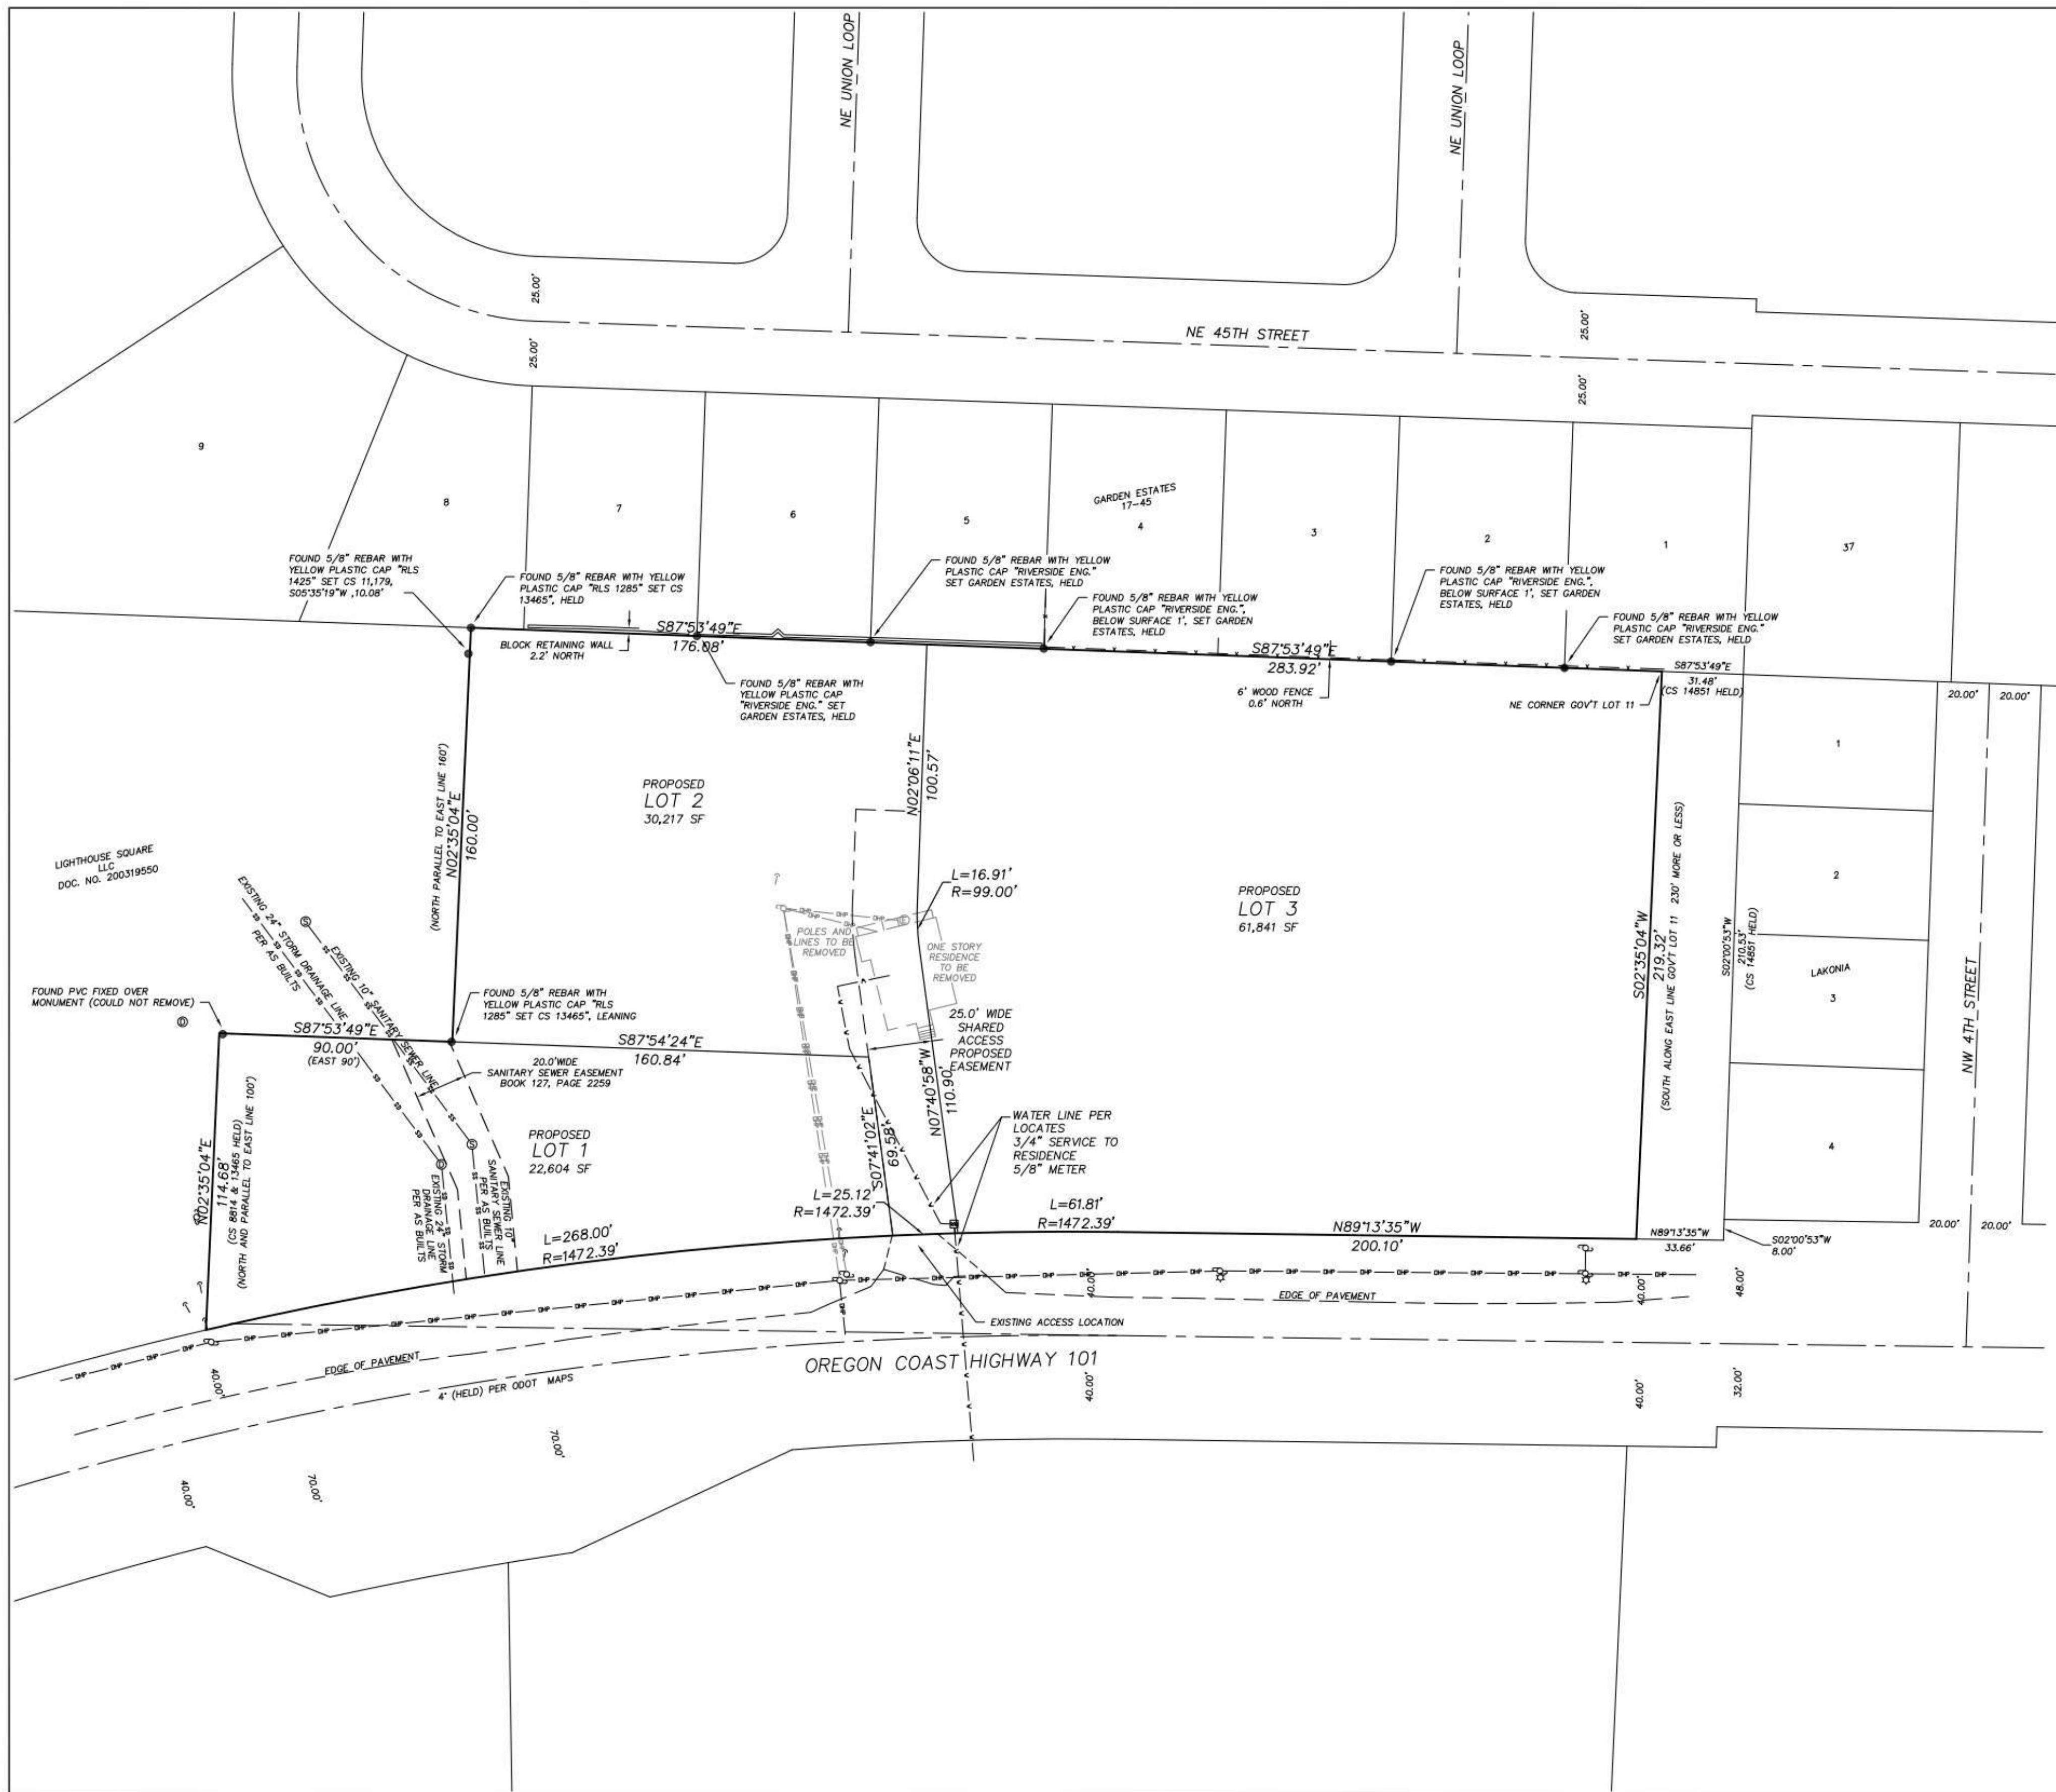 NE UNION LOOP
NE UNION LOOP
25.00'
25.00'
NE 45TH STREET
25.00'
25.00'
9
8
7
6
5
GARDEN ESTATES
17-45
4
3
2
1
37
FOUND 5/8" REBAR WITH
YELLOW PLASTIC CAP "RLS
1425" SET CS 11,179,
S05°35'19"W ,10.08'
FOUND 5/8" REBAR WITH YELLOW
PLASTIC CAP "RLS 1285" SET CS
13465", HELD
FOUND 5/8" REBAR WITH YELLOW
PLASTIC CAP "RIVERSIDE ENG."
SET GARDEN ESTATES, HELD
FOUND 5/8" REBAR WITH YELLOW
PLASTIC CAP "RIVERSIDE ENG.",
BELOW SURFACE 1', SET GARDEN
ESTATES, HELD
FOUND 5/8" REBAR WITH YELLOW
PLASTIC CAP "RIVERSIDE ENG.",
BELOW SURFACE 1', SET GARDEN
ESTATES, HELD
FOUND 5/8" REBAR WITH YELLOW
PLASTIC CAP "RIVERSIDE ENG."
SET GARDEN ESTATES, HELD
BLOCK RETAINING WALL
2.2' NORTH
S87°53'49"E
176.08'
FOUND 5/8" REBAR WITH
YELLOW PLASTIC CAP
"RIVERSIDE ENG." SET
GARDEN ESTATES, HELD
S87°53'49"E
283.92'
6' WOOD FENCE
0.6' NORTH
NE CORNER GOV'T LOT 11
S87°53'49"E
31.48'
(CS 14851 HELD)
20.00'
20.00'
(NORTH PARALLEL TO EAST LINE 160')
N02°35'04"E
160.00'
PROPOSED
LOT 2
30,217 SF
N02°06'11"E
100.57'
L=16.91'
R=99.00'
PROPOSED
LOT 3
61,841 SF
S02°35'04"W
219.32'
(SOUTH ALONG EAST LINE GOV'T LOT 11 230' MORE OR LESS)
S02°00'53"W
210.53'
(CS 14851 HELD)
1
2
LAKONIA
3
4
NW 4TH STREET
LIGHTHOUSE SQUARE
LLC
DOC. NO. 200319550
EXISTING 24" STORM DRAINAGE LINE
PER AS BUILTS
EXISTING 10" SANITARY SEWER LINE
POLES AND
LINES TO BE
REMOVED
ONE STORY
RESIDENCE
TO BE
REMOVED
FOUND PVC FIXED OVER
MONUMENT (COULD NOT REMOVE)
FOUND 5/8" REBAR WITH
YELLOW PLASTIC CAP "RLS
1285" SET CS 13465", LEANING
S87°53'49"E
90.00'
(EAST 90')
S87°54'24"E
160.84'
20.0'WIDE
SANITARY SEWER EASEMENT
BOOK 127, PAGE 2259
25.0' WIDE
SHARED
ACCESS
PROPOSED
EASEMENT
N07°40'58"W
110.90'
S07°41'02"E
69.58'
WATER LINE PER
LOCATES
3/4" SERVICE TO
RESIDENCE
5/8" METER
N02°35'04"E
114.68'
(CS 8814 & 13465 HELD)
(NORTH AND PARALLEL TO EAST LINE 100')
PROPOSED
LOT 1
22,604 SF
EXISTING 24" STORM
DRAINAGE LINE
PER AS BUILTS
EXISTING 10"
SANITARY SEWER LINE
PER AS BUILTS
L=268.00'
R=1472.39'
L=25.12'
R=1472.39'
L=61.81'
R=1472.39'
N89°13'35"W
200.10'
N89°13'35"W
33.66'
S02°00'53"W
8.00'
20.00'
20.00'
40.00'
40.00'
48.00'
EDGE OF PAVEMENT
EXISTING ACCESS LOCATION
EDGE OF PAVEMENT
OREGON COAST HIGHWAY 101
4' (HELD) PER ODOT MAPS
40.00'
40.00'
40.00'
32.00'
70.00'
70.00'
40.00'